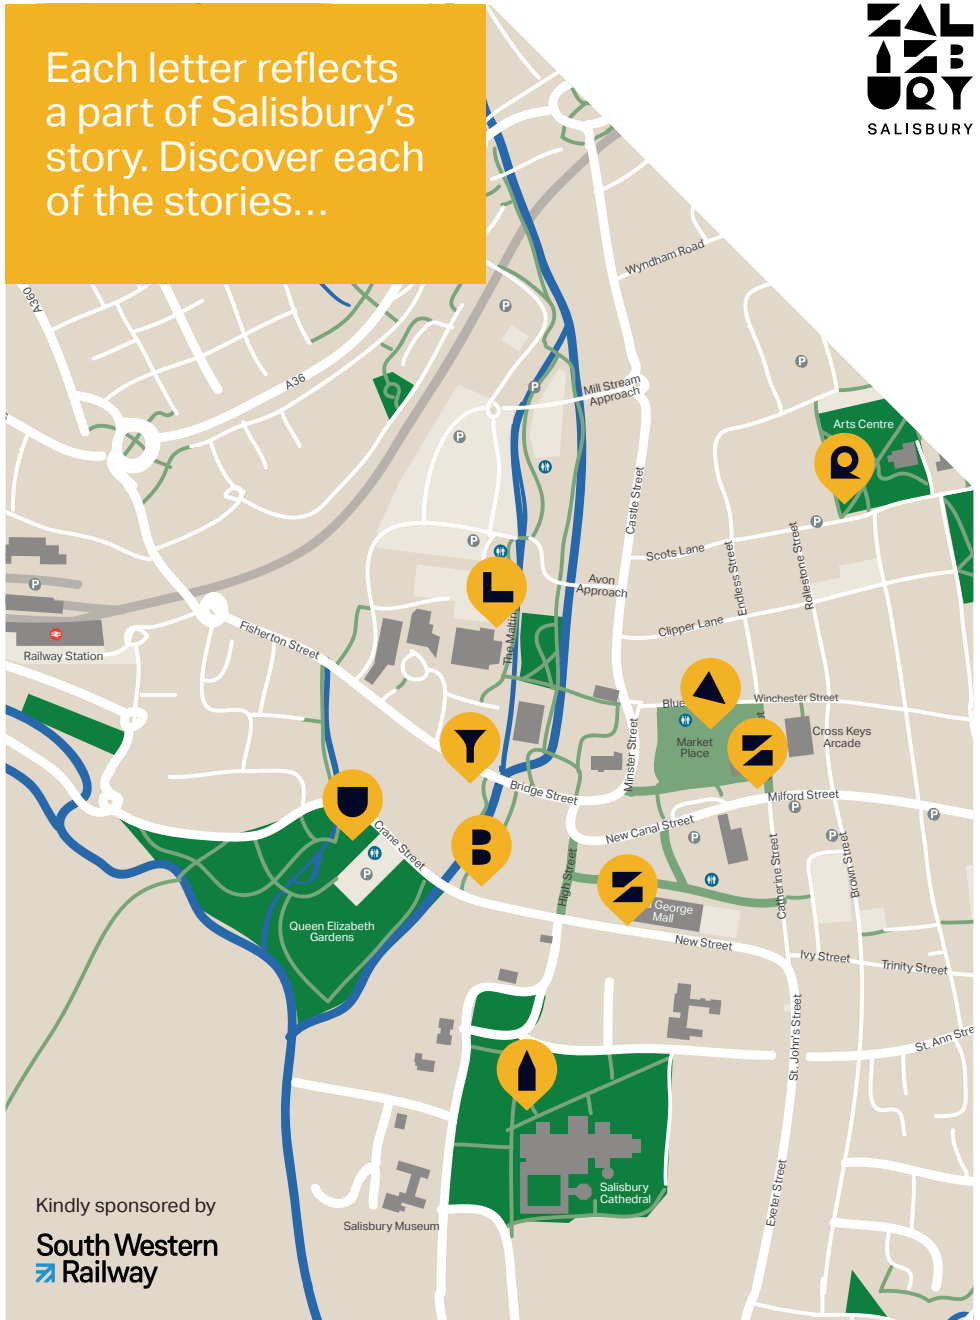 Each letter reflects
a part of Salisbury's
story. Discover each
of the stories...
SAL
ISB
URY
SALISBURY
Wyndham Road
A360
P
A36
P
P
Mill Stream
Approach
P
Arts Centre
R
P
Castle Street
P
P
Scots Lane
Endless Street
Rollestone Street
Avon
Approach
L
P
Clipper Lane
Fisherton Street
Railway Station
A
Winchester Street
Blue
Market
Place
S
Cross Keys
Arcade
Minster Street
Y
Bridge Street
Milford Street
P
U
Crane Street
New Canal Street
P
P
P
B
P
High Street
Catherine Street
Brown Street
S
George
Mall
Queen Elizabeth
Gardens
New Street
Ivy Street
Trinity Street
St. John's Street
St. Ann
I
Exeter Street
Salisbury
Cathedral
Salisbury Museum
Kindly sponsored by
South Western
Railway